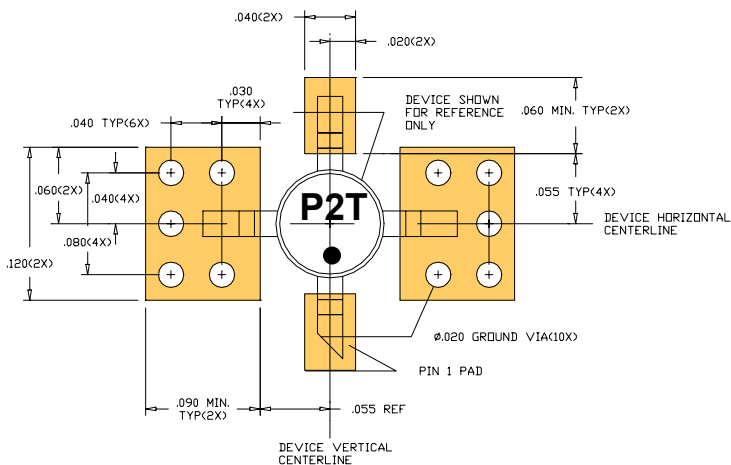 .040(2X)
.020(2X)
.030
TYP(4X)
.040 TYP(6X)
DEVICE SHOWN
FOR REFERENCE
ONLY
.060 MIN. TYP(2X)
.060(2X)
.040(4X)
.080(4X)
.120(2X)
P2T
.055 TYP(4X)
DEVICE HORIZONTAL
CENTERLINE
ø.020 GROUND VIA(10X)
PIN 1 PAD
.090 MIN.
TYP(2X)
.055 REF
DEVICE VERTICAL
CENTERLINE